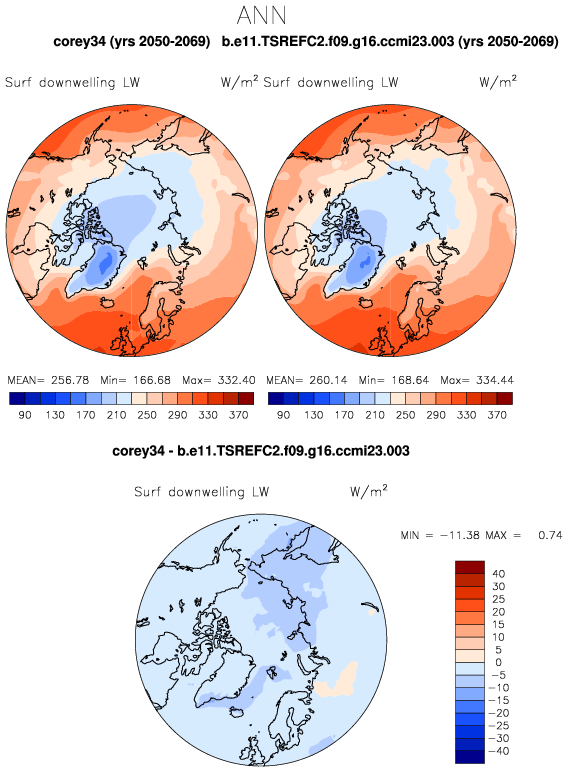 ANN
corey34 (yrs 2050-2069) b.e11.TSREFC2.f09.g16.ccmi23.003 (yrs 2050-2069)
Surf downwelling LW W/m² Surf downwelling LW W/m²
MEAN= 256.78 Min= 166.68 Max= 332.40 MEAN= 260.14 Min= 168.64 Max= 334.44
90 130 170 210 250 290 330 370 90 130 170 210 250 290 330 370
corey34 - b.e11.TSREFC2.f09.g16.ccmi23.003
Surf downwelling LW W/m²
MIN = -11.38 MAX = 0.74
40
30
25
20
15
10
5
0
-5
-10
-15
-20
-25
-30
-40